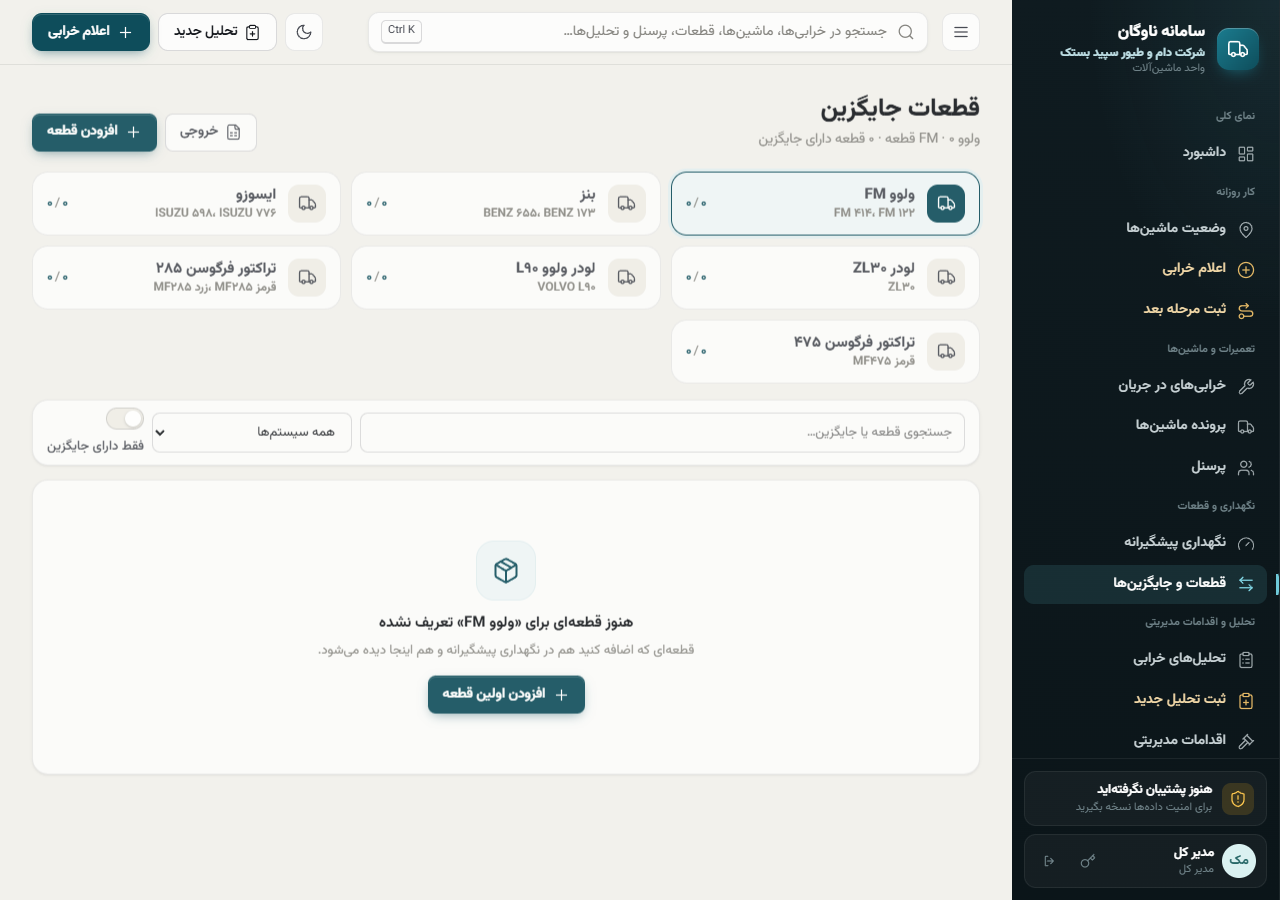 سامانه ناوگان
شرکت دام و طیور سپید بستک
واحد ماشین‌آلات
نمای کلی
داشبورد
کار روزانه
وضعیت ماشین‌ها
اعلام خرابی
ثبت مرحله بعد
تعمیرات و ماشین‌ها
خرابی‌های در جریان
پرونده ماشین‌ها
پرسنل
نگهداری و قطعات
نگهداری پیشگیرانه
قطعات و جایگزین‌ها
تحلیل و اقدامات مدیریتی
تحلیل‌های خرابی
ثبت تحلیل جدید
اقدامات مدیریتی
هنوز پشتیبان نگرفته‌اید
برای امنیت داده‌ها نسخه بگیرید
مک
مدیر کل
مدیر کل
جستجو در خرابی‌ها، ماشین‌ها، قطعات، پرسنل و تحلیل‌ها...
Ctrl K
تحلیل جدید
اعلام خرابی
قطعات جایگزین
ولوو FM · ۰ قطعه · ۰ قطعه دارای جایگزین
خروجی
افزودن قطعه
ولوو FM
FM ۴۱۴، FM ۱۲۲
۰/۰
بنز
BENZ ۶۵۵، BENZ ۱۷۳
۰/۰
ایسوزو
ISUZU ۵۹۸، ISUZU ۷۷۶
۰/۰
لودر ZL۳۰
ZL۳۰
۰/۰
لودر ولوو L۹۰
VOLVO L۹۰
۰/۰
تراکتور فرگوسن ۲۸۵
قرمز MF۲۸۵، زرد MF۲۸۵
۰/۰
تراکتور فرگوسن ۴۷۵
قرمز MF۴۷۵
۰/۰
جستجوی قطعه یا جایگزین...
همه سیستم‌ها
فقط دارای جایگزین
هنوز قطعه‌ای برای «ولوو FM» تعریف نشده
قطعه‌ای که اضافه کنید هم در نگهداری پیشگیرانه و هم اینجا دیده می‌شود.
افزودن اولین قطعه